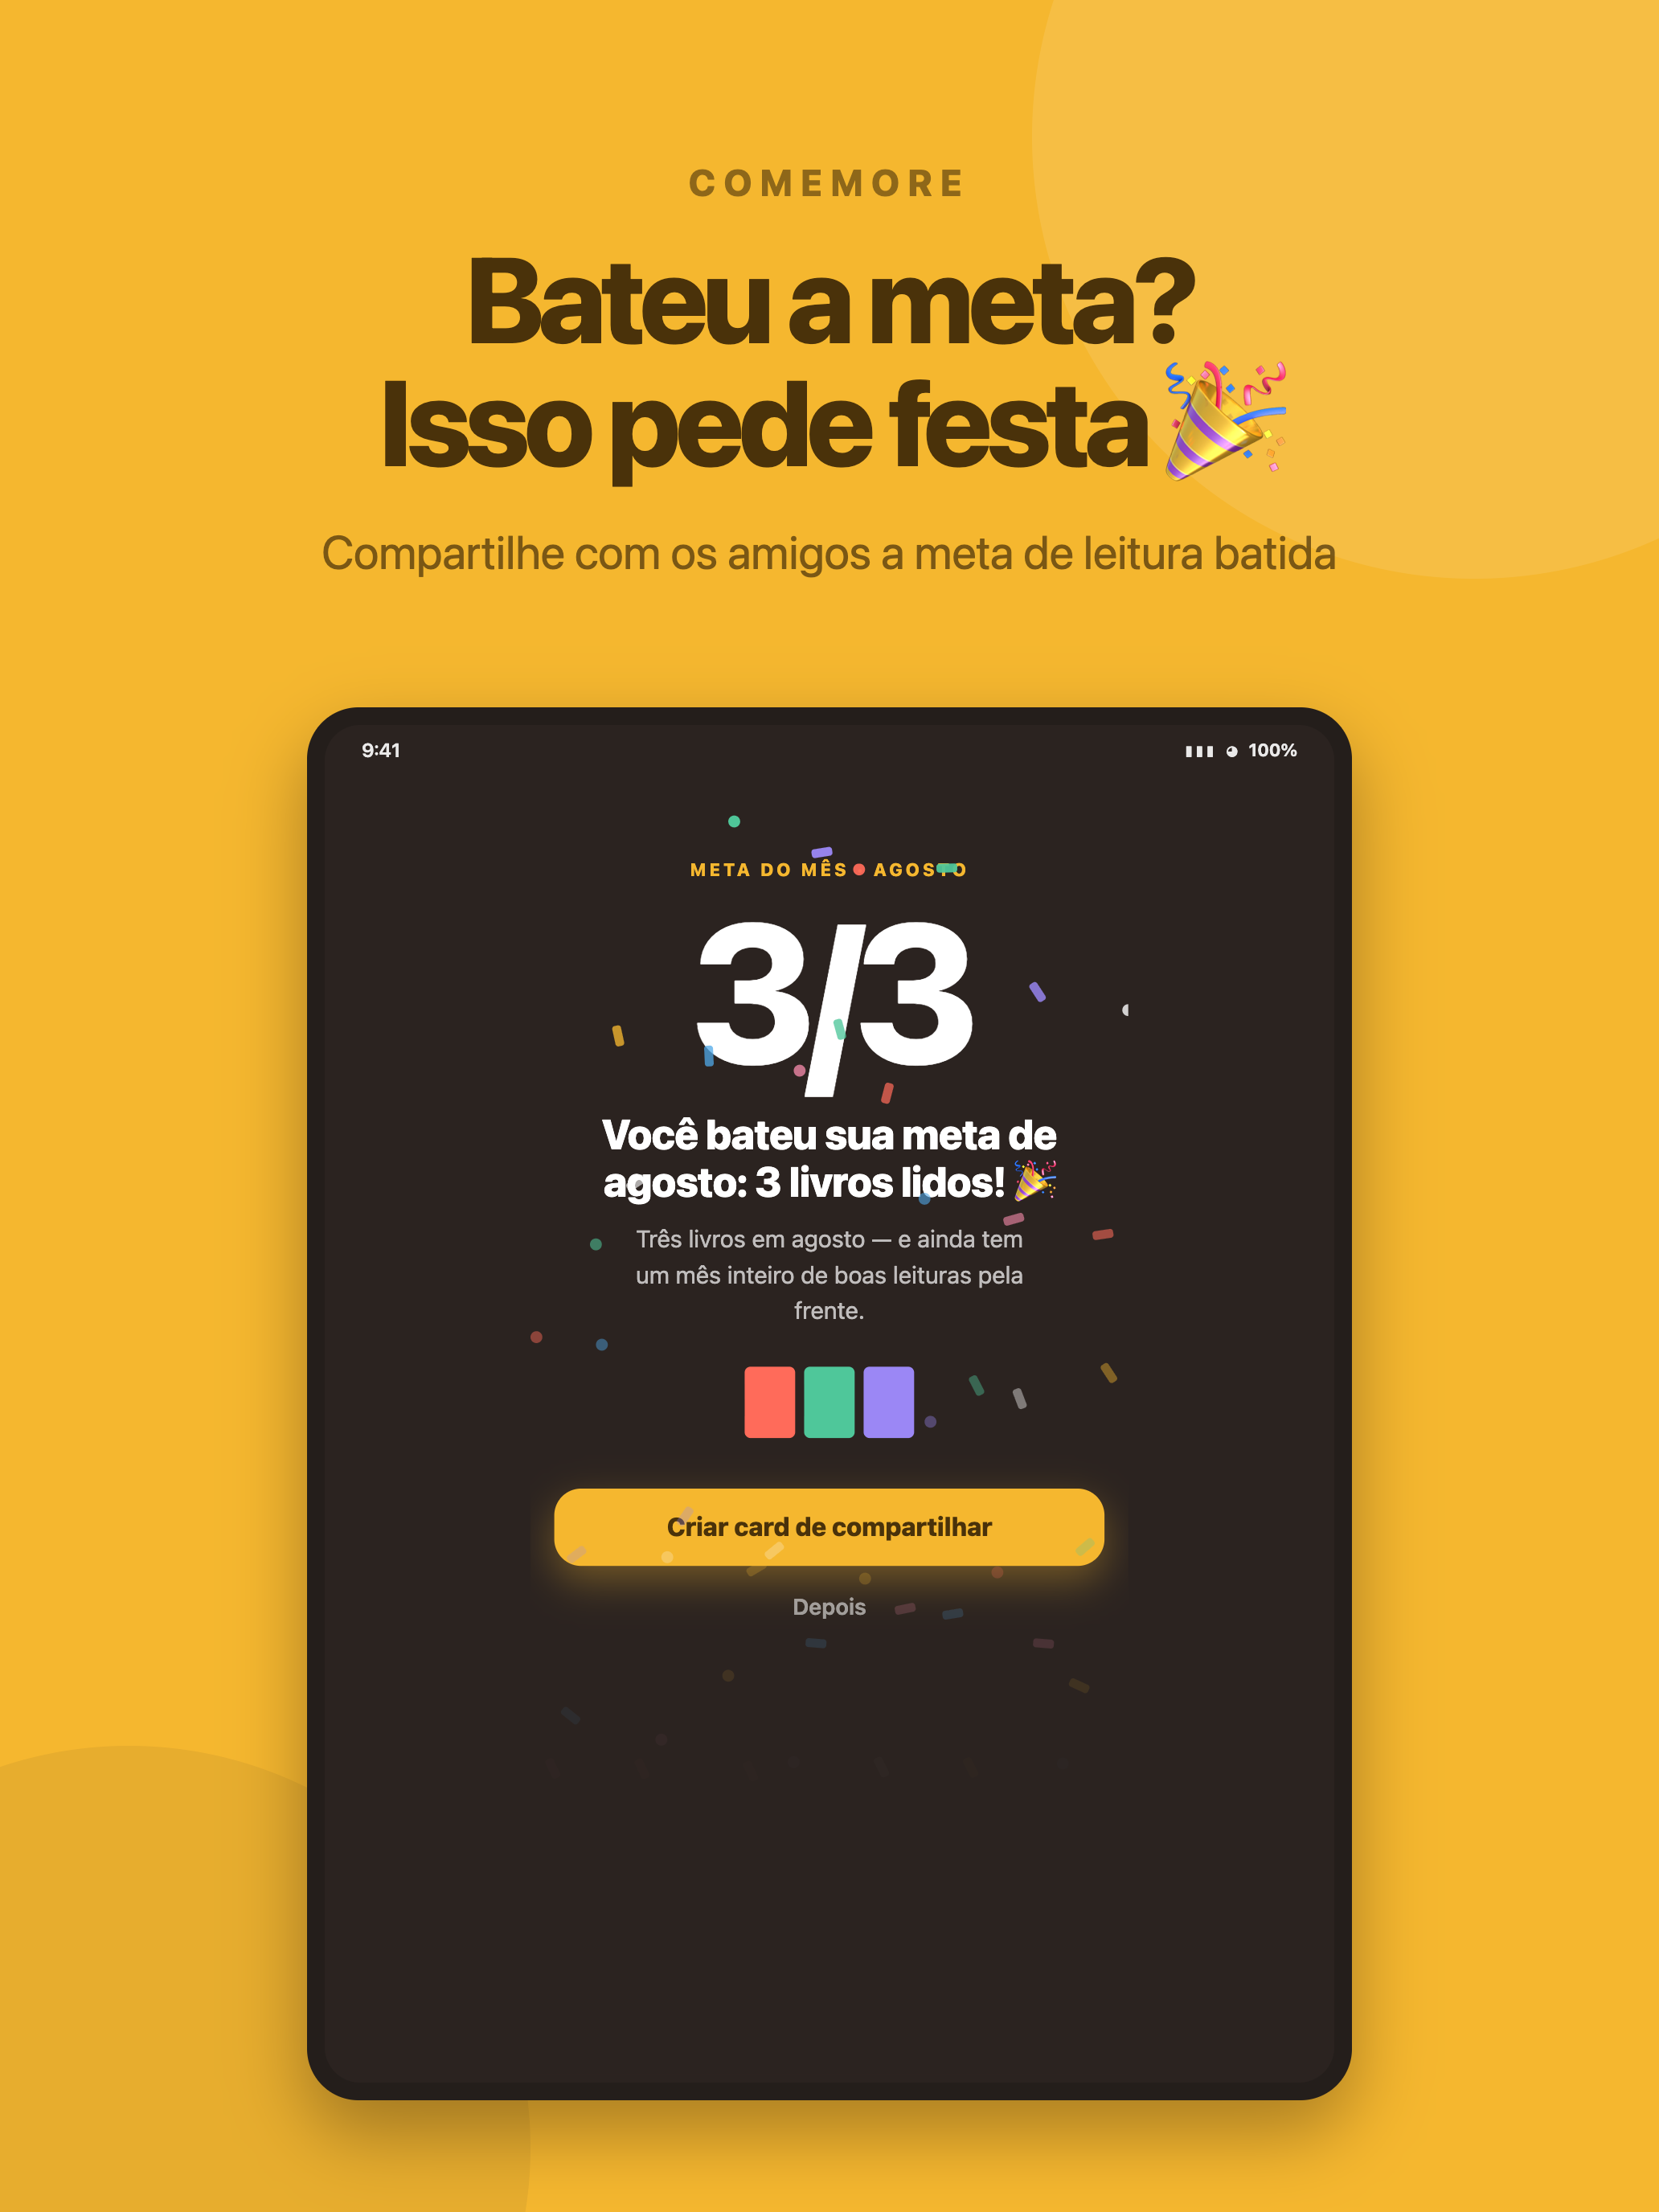 COMEMORE
Bateu a meta?
Isso pede festa 🎉
Compartilhe com os amigos a meta de leitura batida
9:41
100%
META DO MÊS • AGOSTO
3/3
Você bateu sua meta de
agosto: 3 livros lidos! 🎉
Três livros em agosto — e ainda tem
um mês inteiro de boas leituras pela
frente.
Criar card de compartilhar
Depois